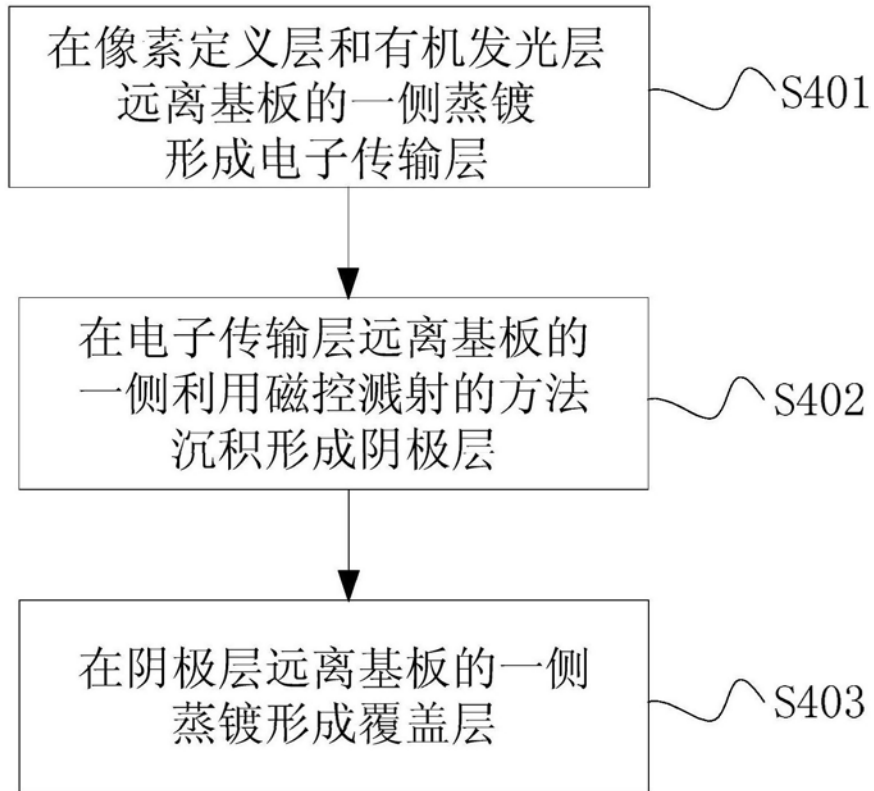 在像素定义层和有机发光层
远离基板的一侧蒸镀
形成电子传输层
S401
在电子传输层远离基板的
一侧利用磁控溅射的方法
沉积形成阴极层
S402
在阴极层远离基板的一侧
蒸镀形成覆盖层
S403